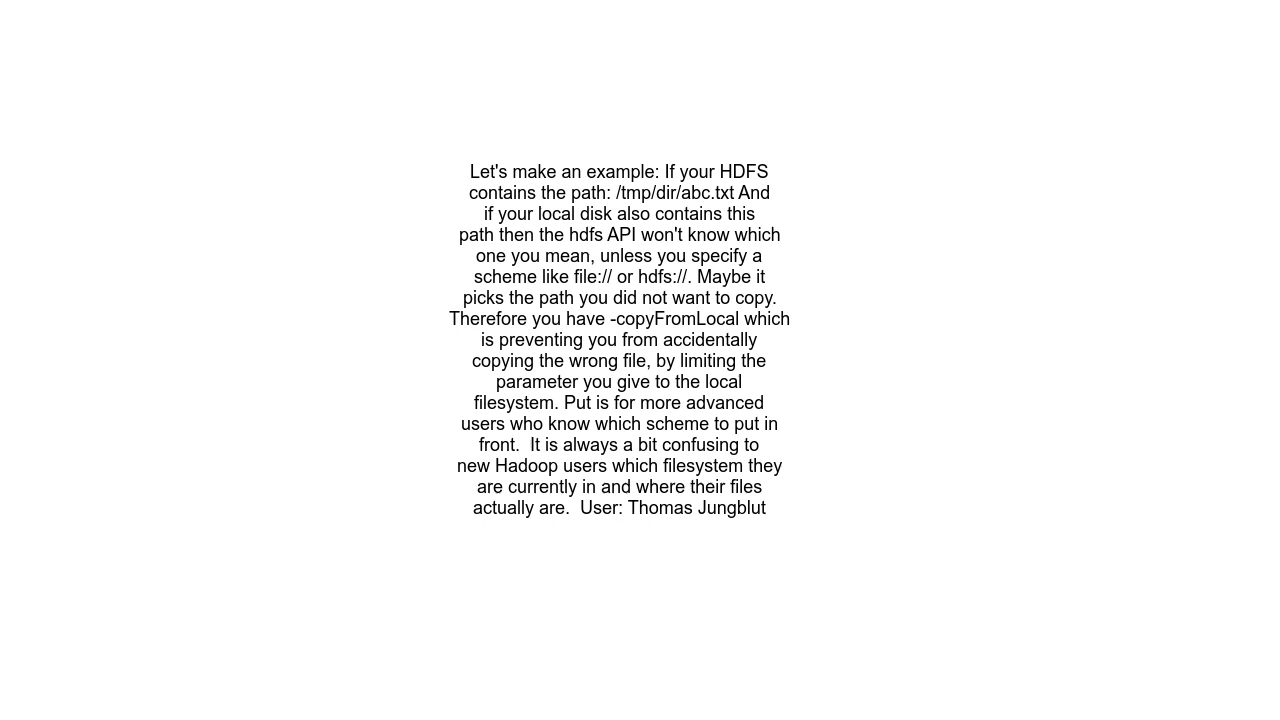 Let's make an example: If your HDFS
contains the path: /tmp/dir/abc.txt And
if your local disk also contains this
path then the hdfs API won't know which
one you mean, unless you specify a
scheme like file:// or hdfs://. Maybe it
picks the path you did not want to copy.
Therefore you have -copyFromLocal which
is preventing you from accidentally
copying the wrong file, by limiting the
parameter you give to the local
filesystem. Put is for more advanced
users who know which scheme to put in
front.  It is always a bit confusing to
new Hadoop users which filesystem they
are currently in and where their files
actually are.  User: Thomas Jungblut